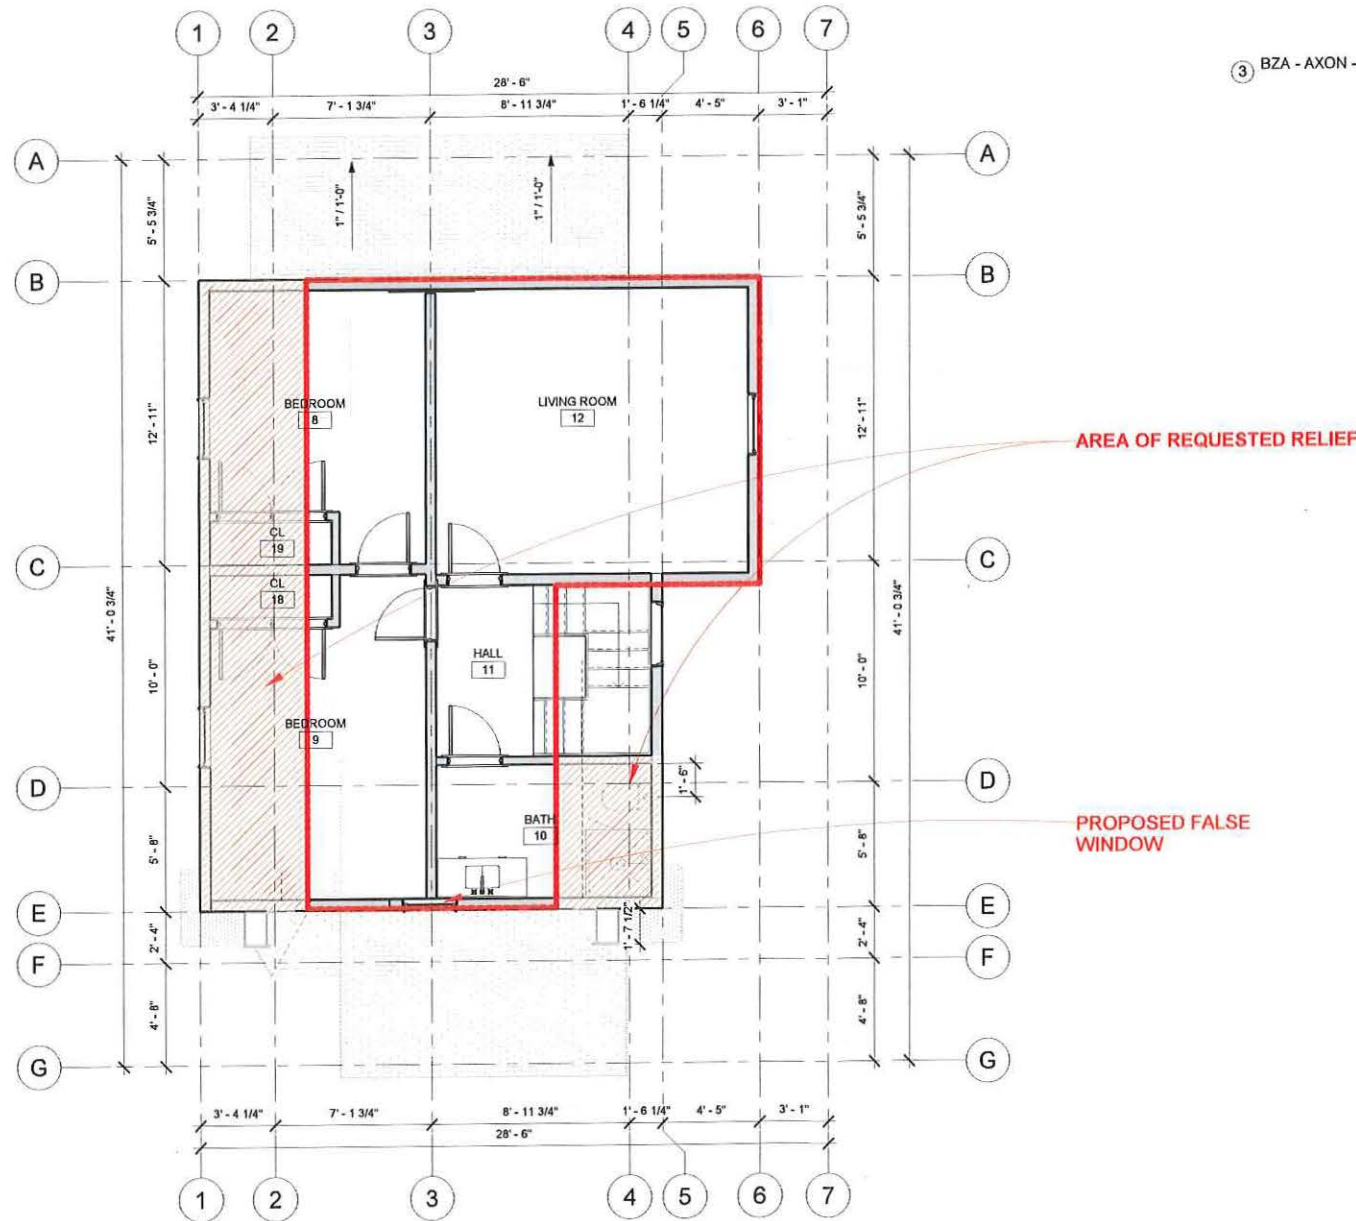 1 2 3 4 5 6 7
3 BZA - AXON -
28' - 6"
3' - 4 1/4" 7' - 1 3/4" 8' - 11 3/4" 1' - 6 1/4" 4' - 5" 3' - 1"
A A
5' - 5 3/4" 1" / 1'-0" 1" / 1'-0" 5' - 5 3/4"
B B
12' - 11" 12' - 11"
BEDROOM LIVING ROOM
8 12
AREA OF REQUESTED RELIEF
CL
19
C C
CL
18
41' - 0 3/4" 41' - 0 3/4"
10' - 0" 10' - 0"
HALL
11
BEDROOM
9
D D
1' - 6"
BATH
10
PROPOSED FALSE
WINDOW
5' - 8" 5' - 8"
E E
2' - 4" 1' - 7 1/2" 2' - 4"
F F
4' - 8" 4' - 8"
G G
3' - 4 1/4" 7' - 1 3/4" 8' - 11 3/4" 1' - 6 1/4" 4' - 5" 3' - 1"
28' - 6"
1 2 3 4 5 6 7